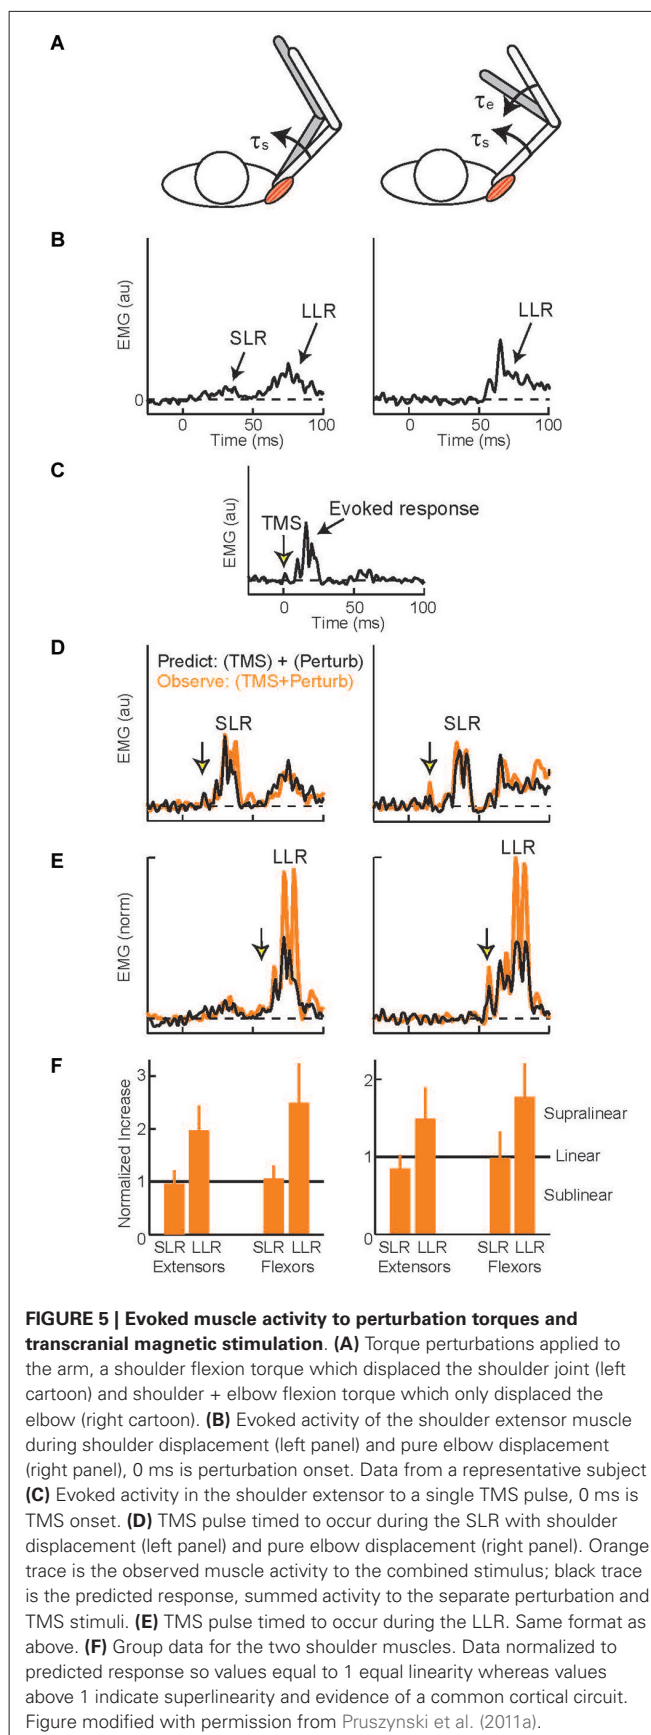 A
τs
τe
τs
B
EMG (au)
SLR
LLR
LLR
0
0 50 100
Time (ms)
0 50 100
Time (ms)
C
EMG (au)
TMS
Evoked response
0 50 100
Time (ms)
D
Predict: (TMS) + (Perturb)
Observe: (TMS+Perturb)
EMG (au)
SLR
SLR
E
EMG (norm)
LLR
LLR
F
Normalized Increase
3
2
1
0
SLR LLR SLR LLR
Extensors Flexors
2
1
0
Supralinear
Linear
Sublinear
SLR LLR SLR LLR
Extensors Flexors
FIGURE 5 | Evoked muscle activity to perturbation torques and
transcranial magnetic stimulation. (A) Torque perturbations applied to
the arm, a shoulder flexion torque which displaced the shoulder joint (left
cartoon) and shoulder + elbow flexion torque which only displaced the
elbow (right cartoon). (B) Evoked activity of the shoulder extensor muscle
during shoulder displacement (left panel) and pure elbow displacement
(right panel), 0 ms is perturbation onset. Data from a representative subject
(C) Evoked activity in the shoulder extensor to a single TMS pulse, 0 ms is
TMS onset. (D) TMS pulse timed to occur during the SLR with shoulder
displacement (left panel) and pure elbow displacement (right panel). Orange
trace is the observed muscle activity to the combined stimulus; black trace
is the predicted response, summed activity to the separate perturbation and
TMS stimuli. (E) TMS pulse timed to occur during the LLR. Same format as
above. (F) Group data for the two shoulder muscles. Data normalized to
predicted response so values equal to 1 equal linearity whereas values
above 1 indicate superlinearity and evidence of a common cortical circuit.
Figure modified with permission from Pruszynski et al. (2011a).